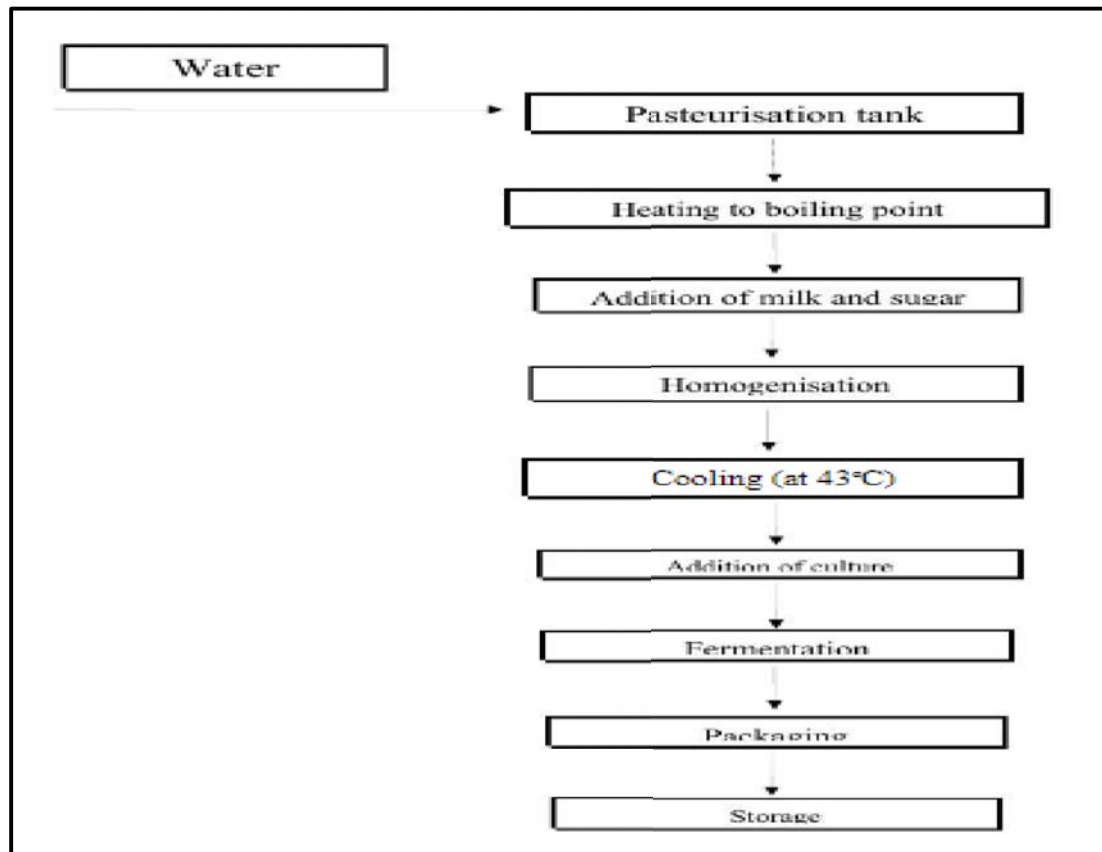 Water
Pasteurisation tank
Heating to boiling point
Addition of milk and sugar
Homogenisation
Cooling (at 43°C)
Addition of culture
Fermentation
Packaging
Storage